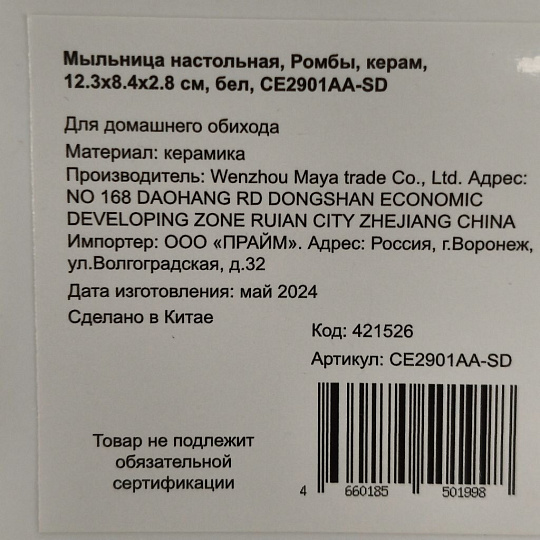 Мыльница настольная, Ромбы, керам,
12.3x8.4x2.8 см, бел, CE2901AA-SD
Для домашнего обихода
Материал: керамика
Производитель: Wenzhou Maya trade Co., Ltd. Адрес:
NO 168 DAOHANG RD DONGSHAN ECONOMIC
DEVELOPING ZONE RUIAN CITY ZHEJIANG CHINA
Импортер: ООО «ПРАЙМ». Адрес: Россия, г.Воронеж,
ул.Волгоградская, д.32
Дата изготовления: май 2024
Сделано в Китае
Код: 421526
Артикул: CE2901AA-SD
Товар не подлежит
обязательной
сертификации
4 660185 501998